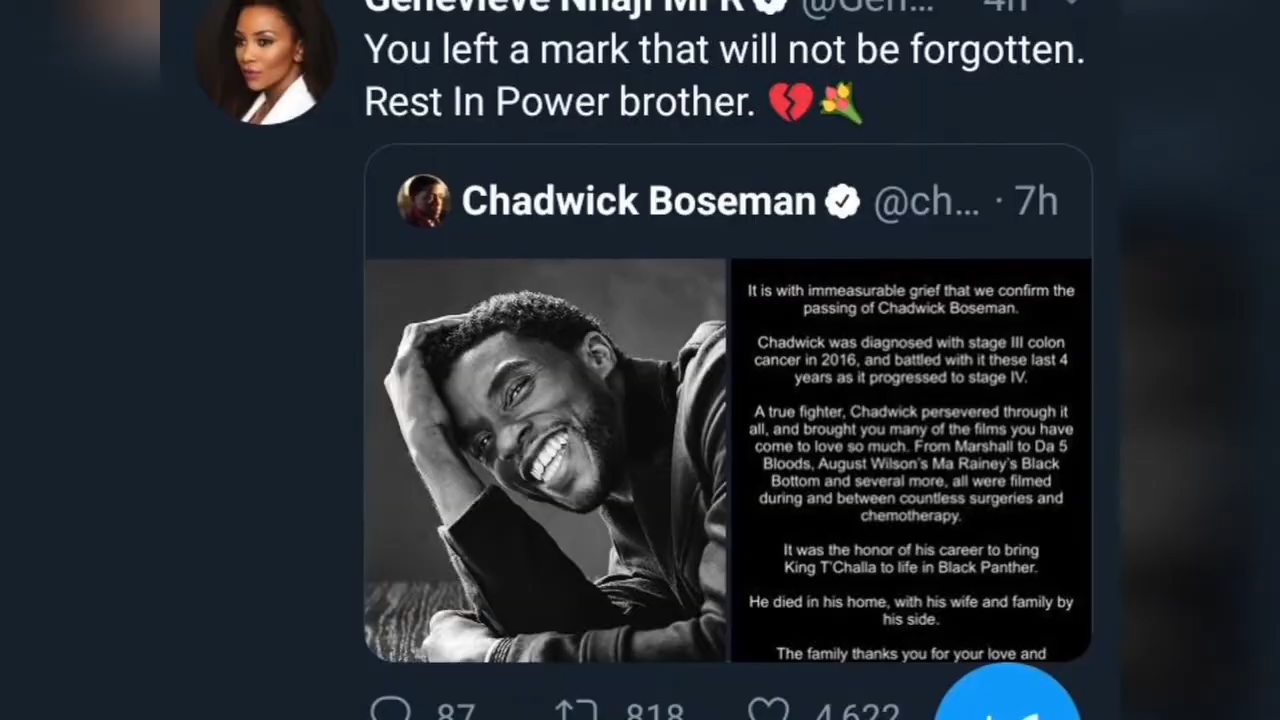 Genevieve Nnaji MFR @Gen... 4h
You left a mark that will not be forgotten.
Rest In Power brother. 💔💐
Chadwick Boseman @ch... · 7h
It is with immeasurable grief that we confirm the
passing of Chadwick Boseman.
Chadwick was diagnosed with stage III colon
cancer in 2016, and battled with it these last 4
years as it progressed to stage IV.
A true fighter, Chadwick persevered through it
all, and brought you many of the films you have
come to love so much. From Marshall to Da 5
Bloods, August Wilson's Ma Rainey's Black
Bottom and several more, all were filmed
during and between countless surgeries and
chemotherapy.
It was the honor of his career to bring
King T'Challa to life in Black Panther.
He died in his home, with his wife and family by
his side.
The family thanks you for your love and
87 818 4,622